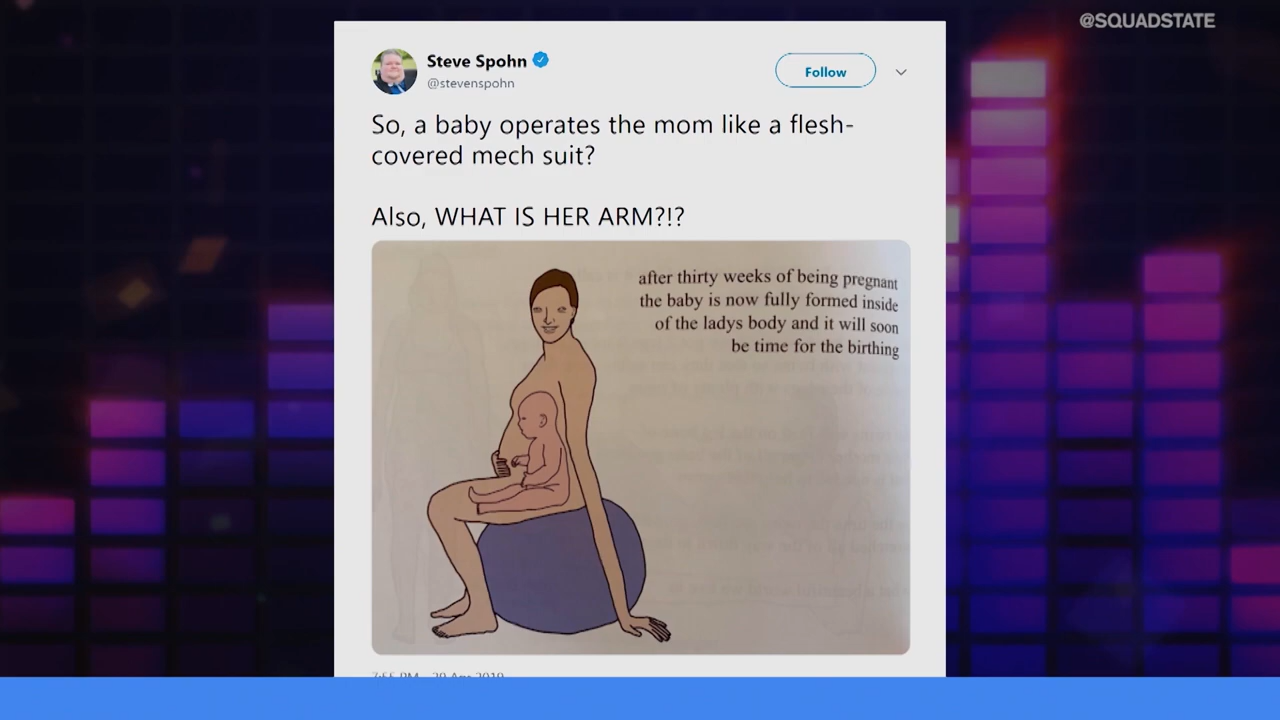 @SQUADSTATE
Steve Spohn
@stevenspohn
Follow
So, a baby operates the mom like a flesh-
covered mech suit?
Also, WHAT IS HER ARM?!?
after thirty weeks of being pregnant
the baby is now fully formed inside
of the ladys body and it will soon
be time for the birthing